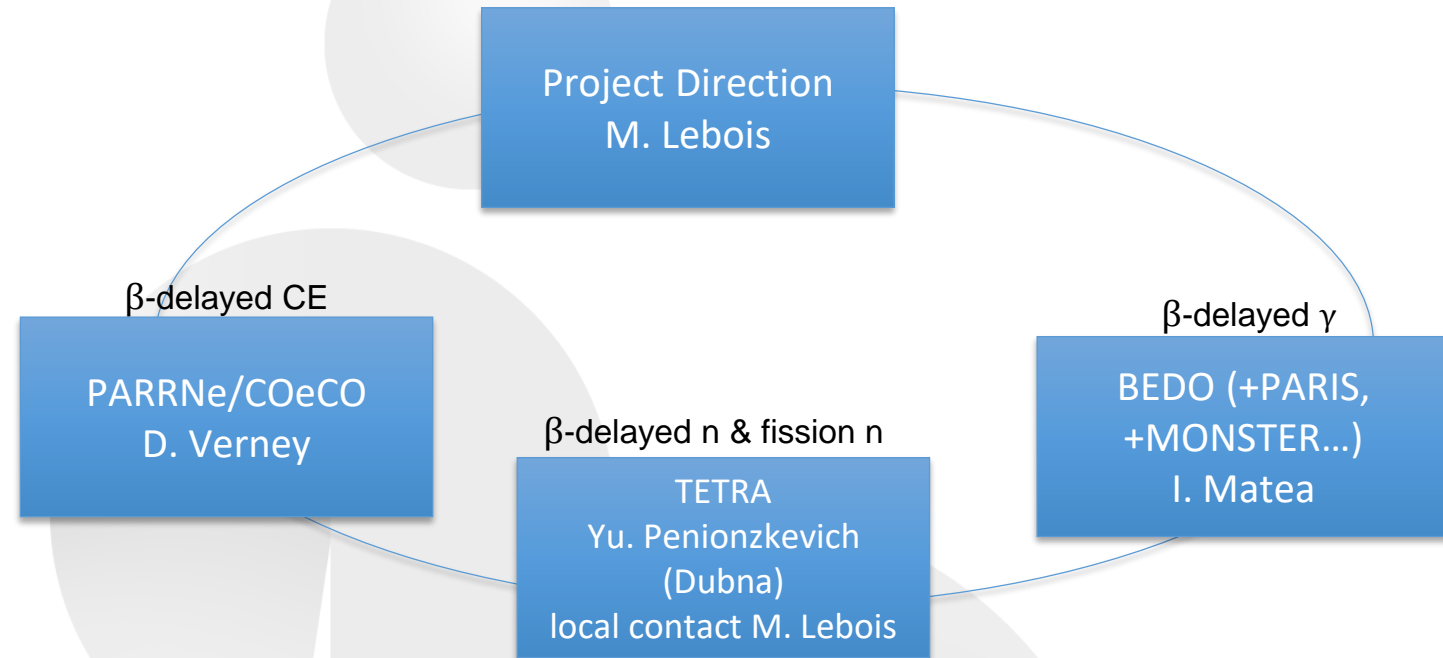 Project Direction
M. Lebois
β-delayed CE
PARRNe/COeCO
D. Verney
β-delayed n & fission n
TETRA
Yu. Penionzkevich
(Dubna)
local contact M. Lebois
β-delayed γ
BEDO (+PARIS,
+MONSTER…)
I. Matea